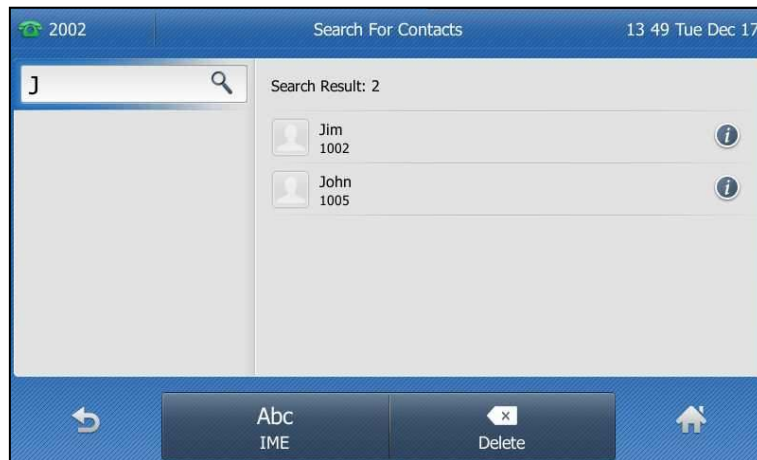 2002
Search For Contacts
13 49 Tue Dec 17
J
Search Result: 2
Jim
1002
John
1005
Abc
IME
Delete